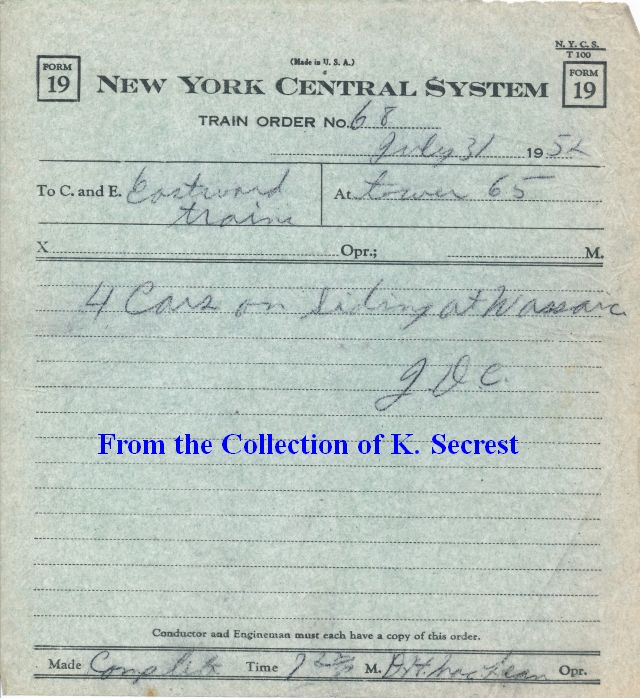 N. Y. C. S.
T 100
(Made in U. S. A.)
FORM
19
NEW YORK CENTRAL SYSTEM
FORM
19
TRAIN ORDER No. 68
July 31 1952
To C. and E. Eastward
trains
At tower 65
X Opr.; M.
4 Cars on siding at
J D C.
From the Collection of K. Secrest
Conductor and Engineman must each have a copy of this order.
Made Complete Time M. Opr.